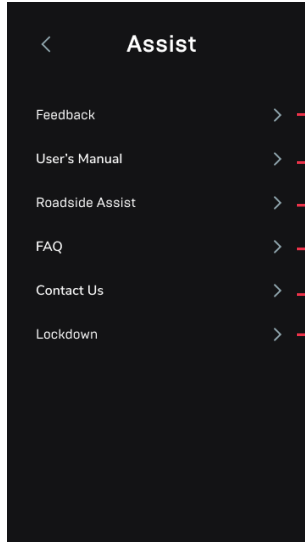 Assist
Feedback
User's Manual
Roadside Assist
FAQ
Contact Us
Lockdown